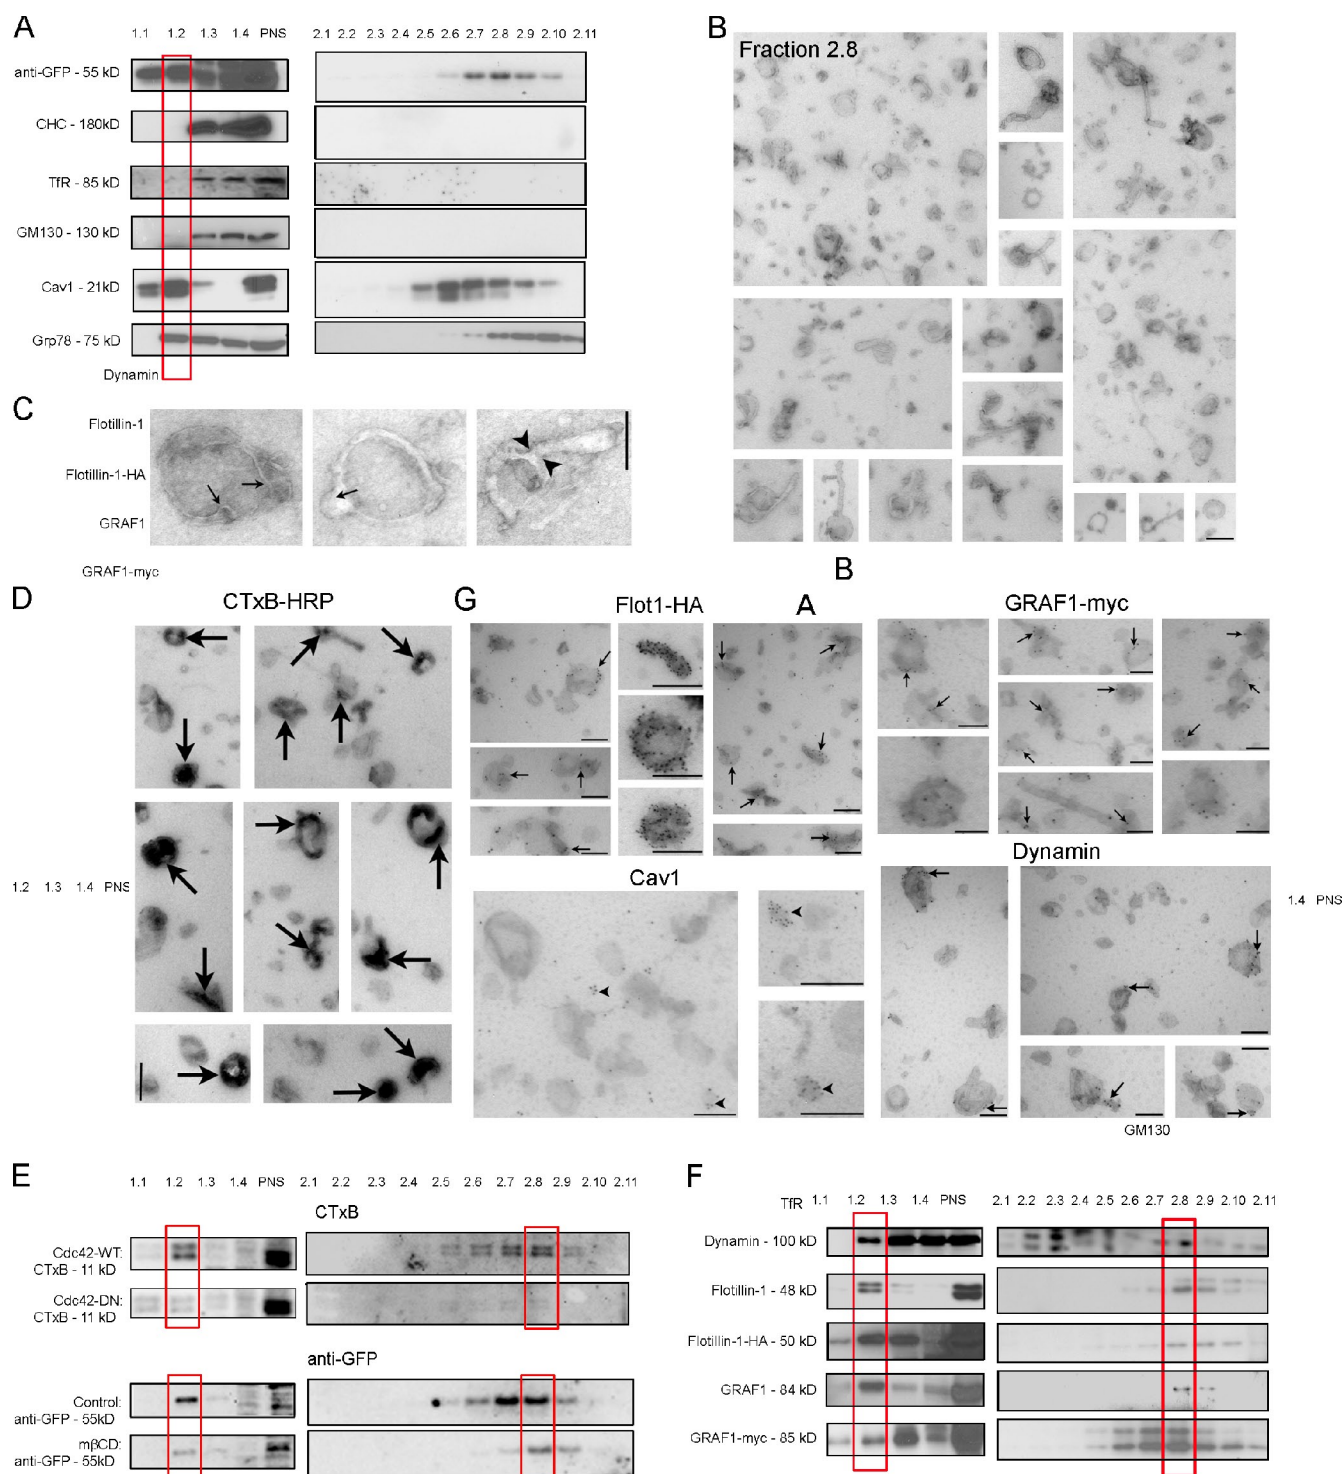 A
1.1 1.2 1.3 1.4 PNS 2.1 2.2 2.3 2.4 2.5 2.6 2.7 2.8 2.9 2.10 2.11
anti-GFP - 55 kD
CHC - 180kD
TfR - 85 kD
GM130 - 130 kD
Cav1 - 21kD
Grp78 - 75 kD
Dynamin
B
Fraction 2.8
C
Flotillin-1
Flotillin-1-HA
GRAF1
GRAF1-myc
D
CTxB-HRP
1.2 1.3 1.4 PNS
G
Flot1-HA
A
B
GRAF1-myc
Cav1
Dynamin
1.4 PNS
GM130
E
1.1 1.2 1.3 1.4 PNS 2.1 2.2 2.3 2.4 2.5 2.6 2.7 2.8 2.9 2.10 2.11
CTxB
Cdc42-WT:
CTxB - 11 kD
Cdc42-DN:
CTxB - 11 kD
anti-GFP
Control:
anti-GFP - 55kD
mβCD:
anti-GFP - 55kD
F
TfR 1.1 1.2 1.3 1.4 PNS 2.1 2.2 2.3 2.4 2.5 2.6 2.7 2.8 2.9 2.10 2.11
Dynamin - 100 kD
Flotillin-1 - 48 kD
Flotillin-1-HA - 50 kD
GRAF1 - 84 kD
GRAF1-myc - 85 kD